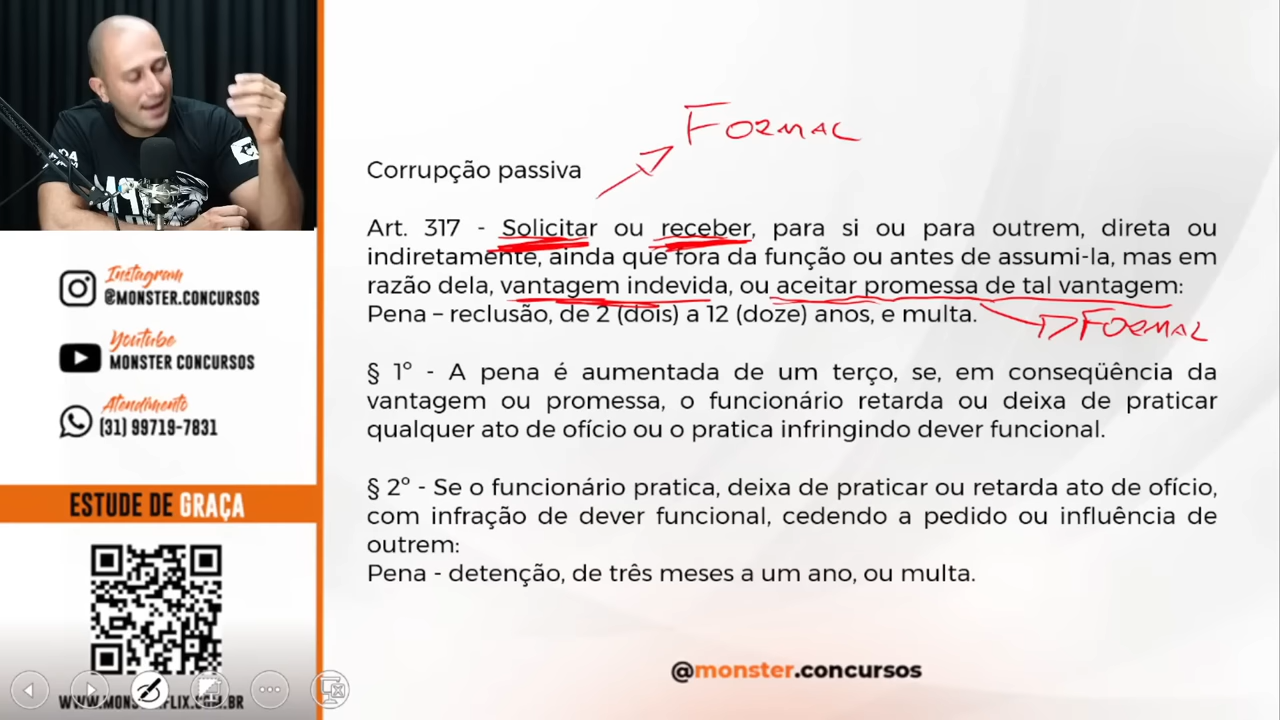 Instagram
@MONSTER.CONCURSOS
Youtube
MONSTER CONCURSOS
Atendimento
(31) 99719-7831
ESTUDE DE GRAÇA
FORMAL
Corrupção passiva
Art. 317 - Solicitar ou receber, para si ou para outrem, direta ou
indiretamente, ainda que fora da função ou antes de assumi-la, mas em
razão dela, vantagem indevida, ou aceitar promessa de tal vantagem:
Pena – reclusão, de 2 (dois) a 12 (doze) anos, e multa.
FORMAL
§ 1º - A pena é aumentada de um terço, se, em conseqüência da
vantagem ou promessa, o funcionário retarda ou deixa de praticar
qualquer ato de ofício ou o pratica infringindo dever funcional.
§ 2º - Se o funcionário pratica, deixa de praticar ou retarda ato de ofício,
com infração de dever funcional, cedendo a pedido ou influência de
outrem:
Pena - detenção, de três meses a um ano, ou multa.
@monster.concursos